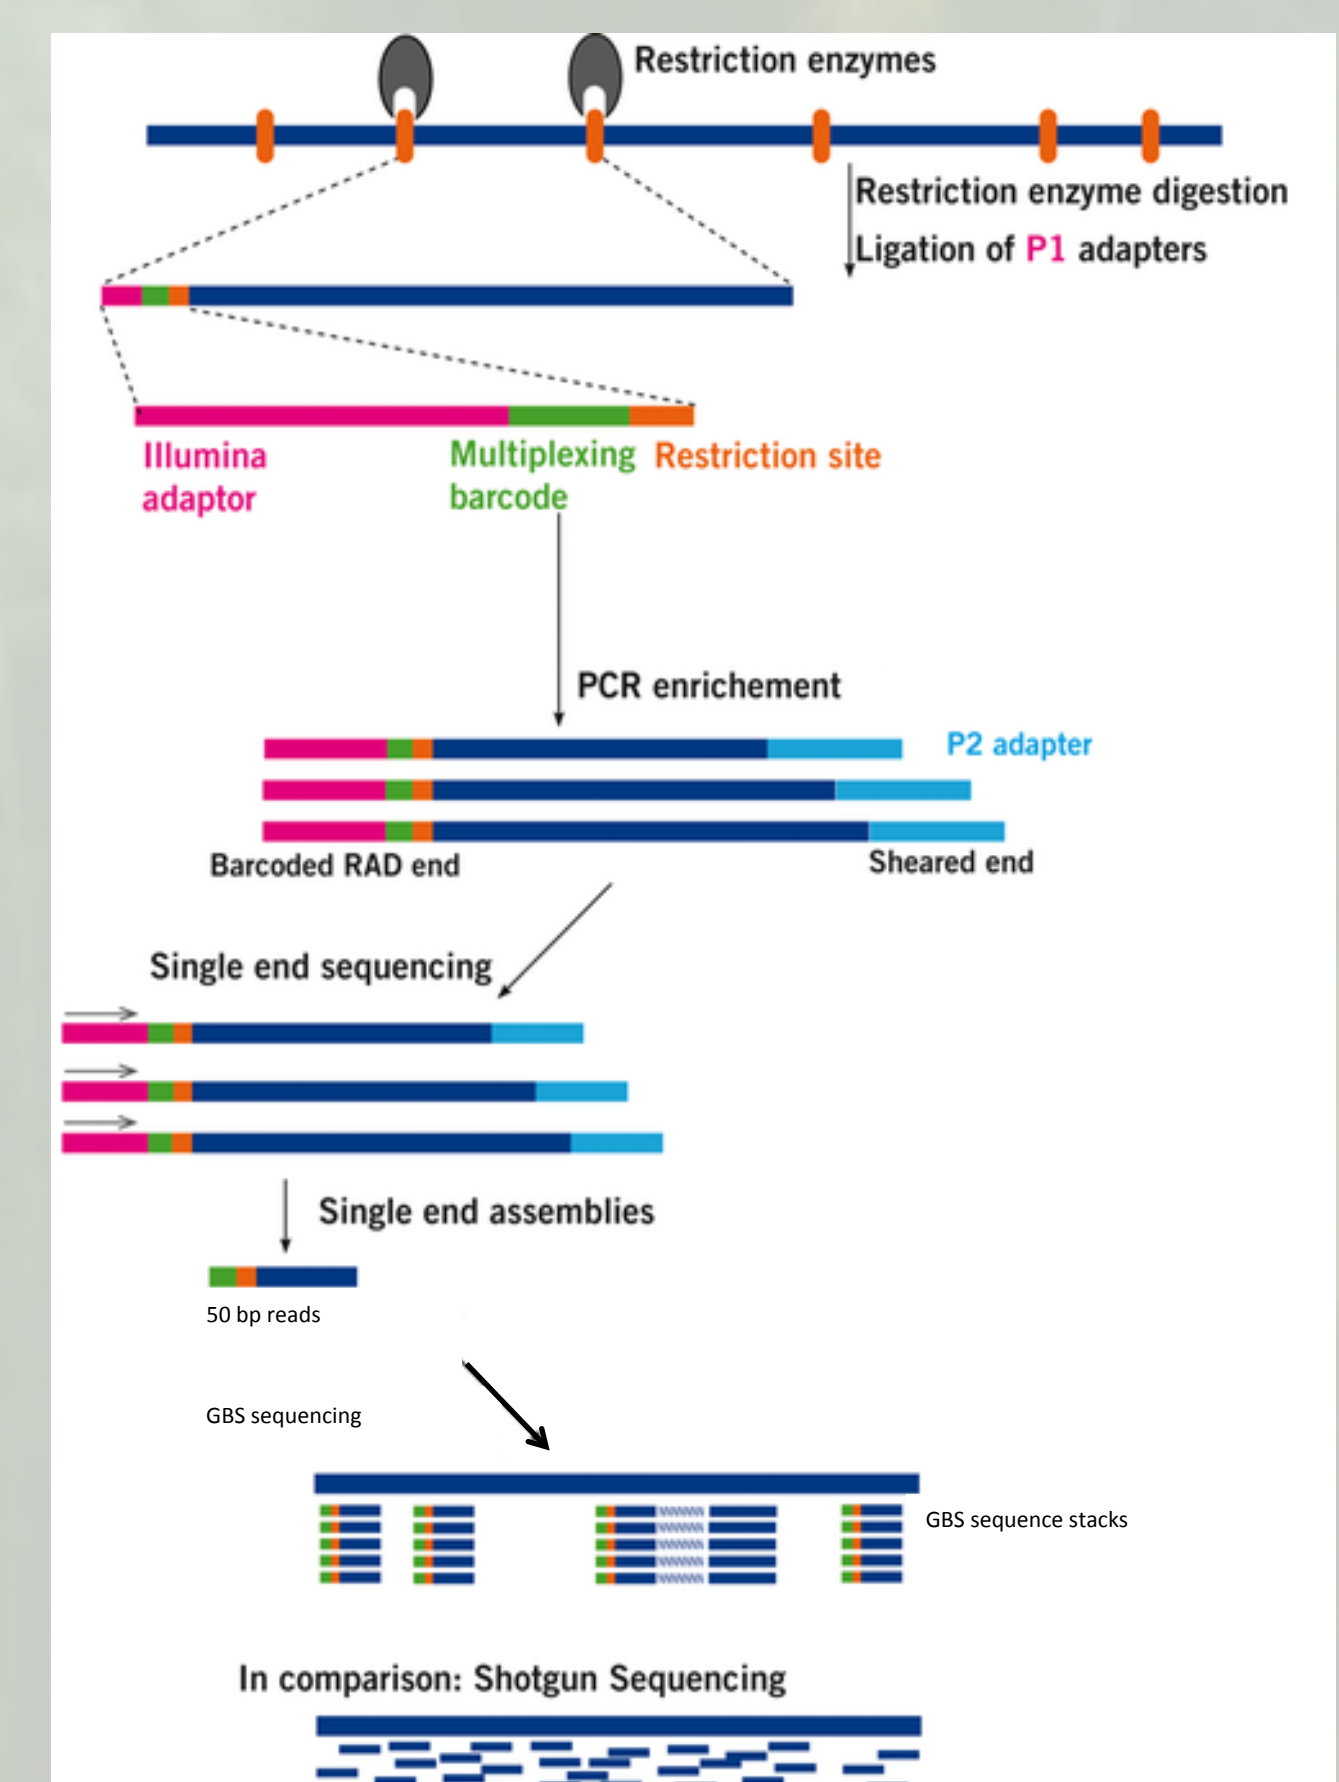 Restriction enzymes
Restriction enzyme digestion
Ligation of P1 adapters
Illumina
adaptor
Multiplexing
barcode
Restriction site
PCR enrichement
P2 adapter
Barcoded RAD end
Sheared end
Single end sequencing
Single end assemblies
50 bp reads
GBS sequencing
GBS sequence stacks
In comparison: Shotgun Sequencing